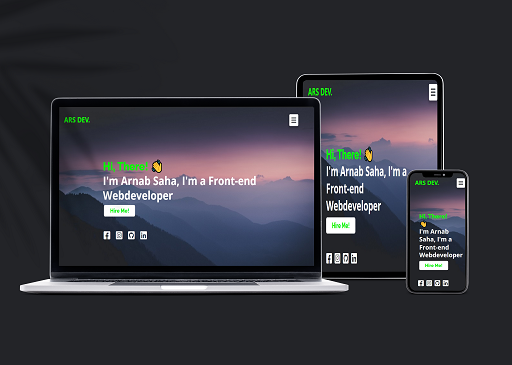 ARS DEV.
Hi, There! 👋
I'm Arnab Saha, I'm a Front-end
Webdeveloper
Hire Me!
ARS DEV.
Hi, There! 👋
I'm Arnab Saha, I'm a
Front-end
Webdeveloper
Hire Me!
ARS DEV.
Hi, There!
👋
I'm Arnab
Saha, I'm a
Front-end
Webdeveloper
Hire Me!